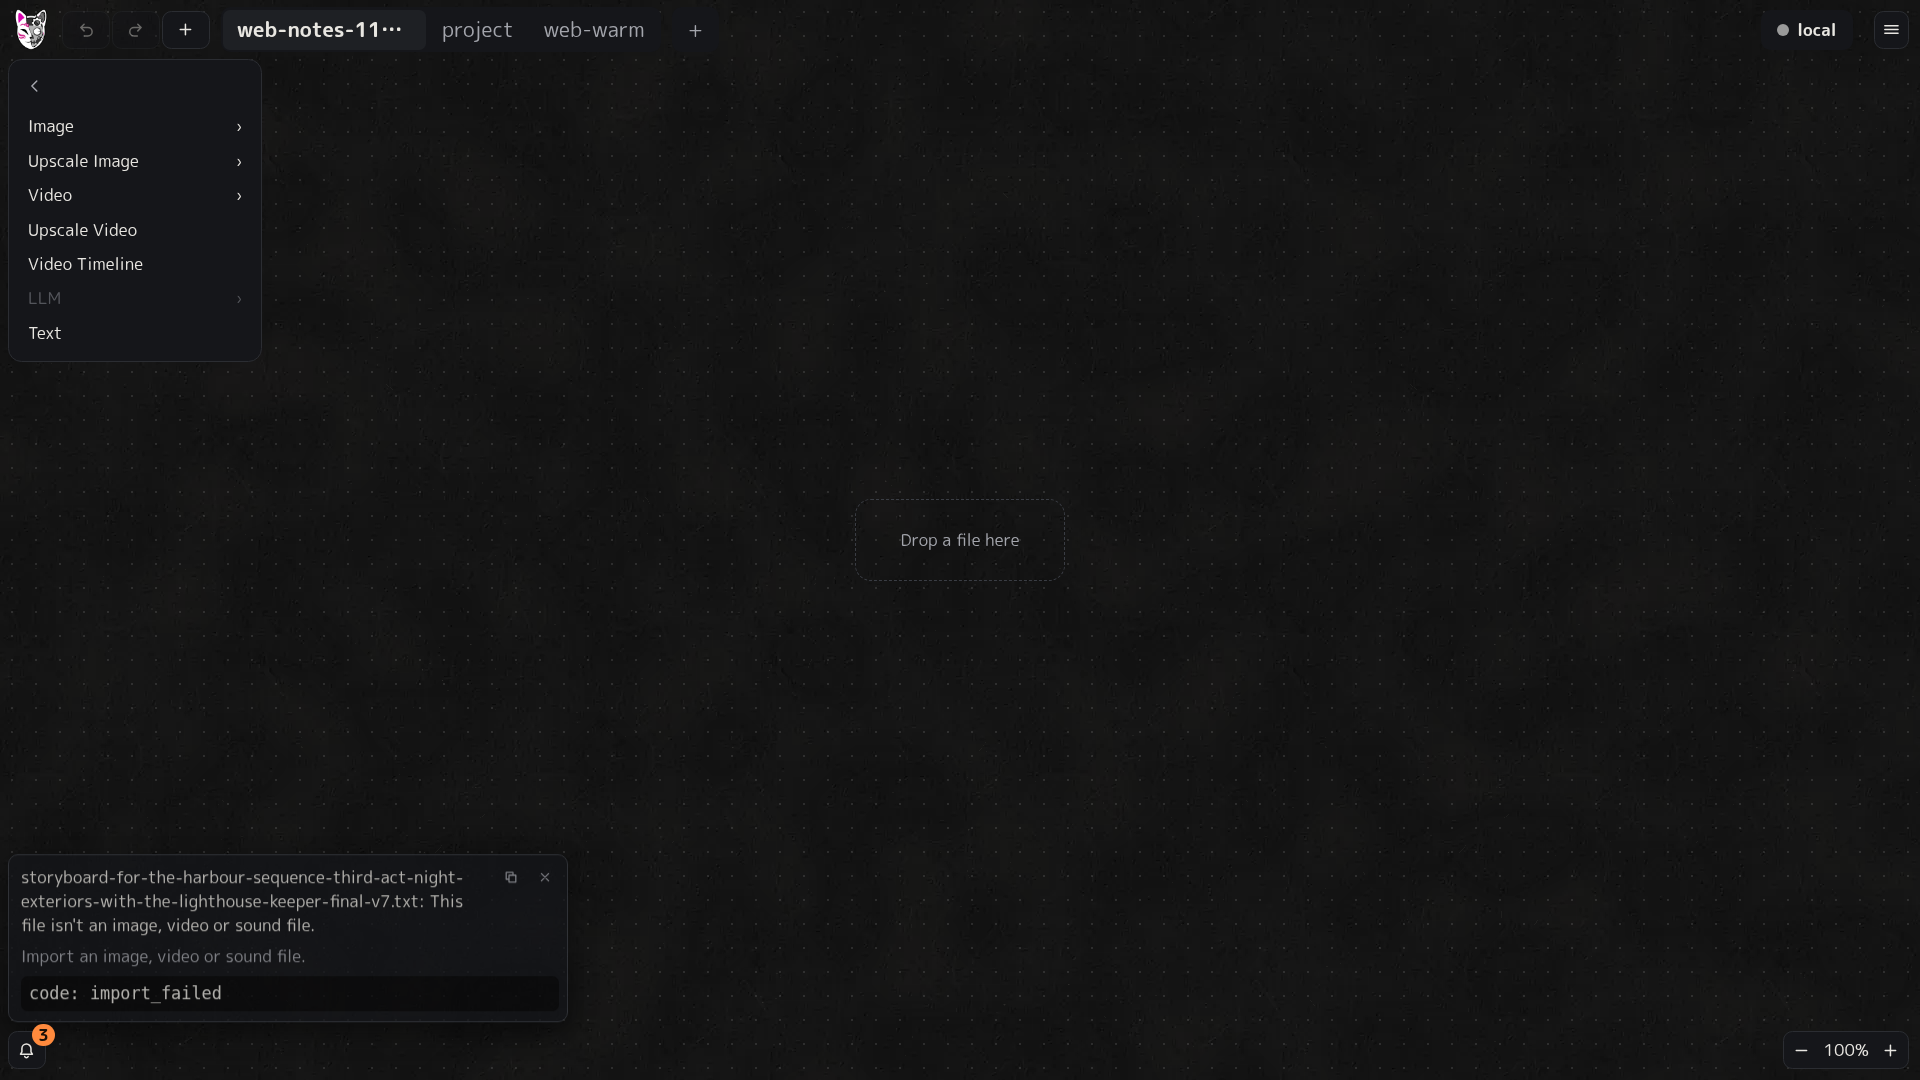 web-notes-11···
project
web-warm
local
Image
Upscale Image
Video
Upscale Video
Video Timeline
LLM
Text
Drop a file here
storyboard-for-the-harbour-sequence-third-act-night-
exteriors-with-the-lighthouse-keeper-final-v7.txt: This
file isn't an image, video or sound file.
Import an image, video or sound file.
code: import_failed
3
100%